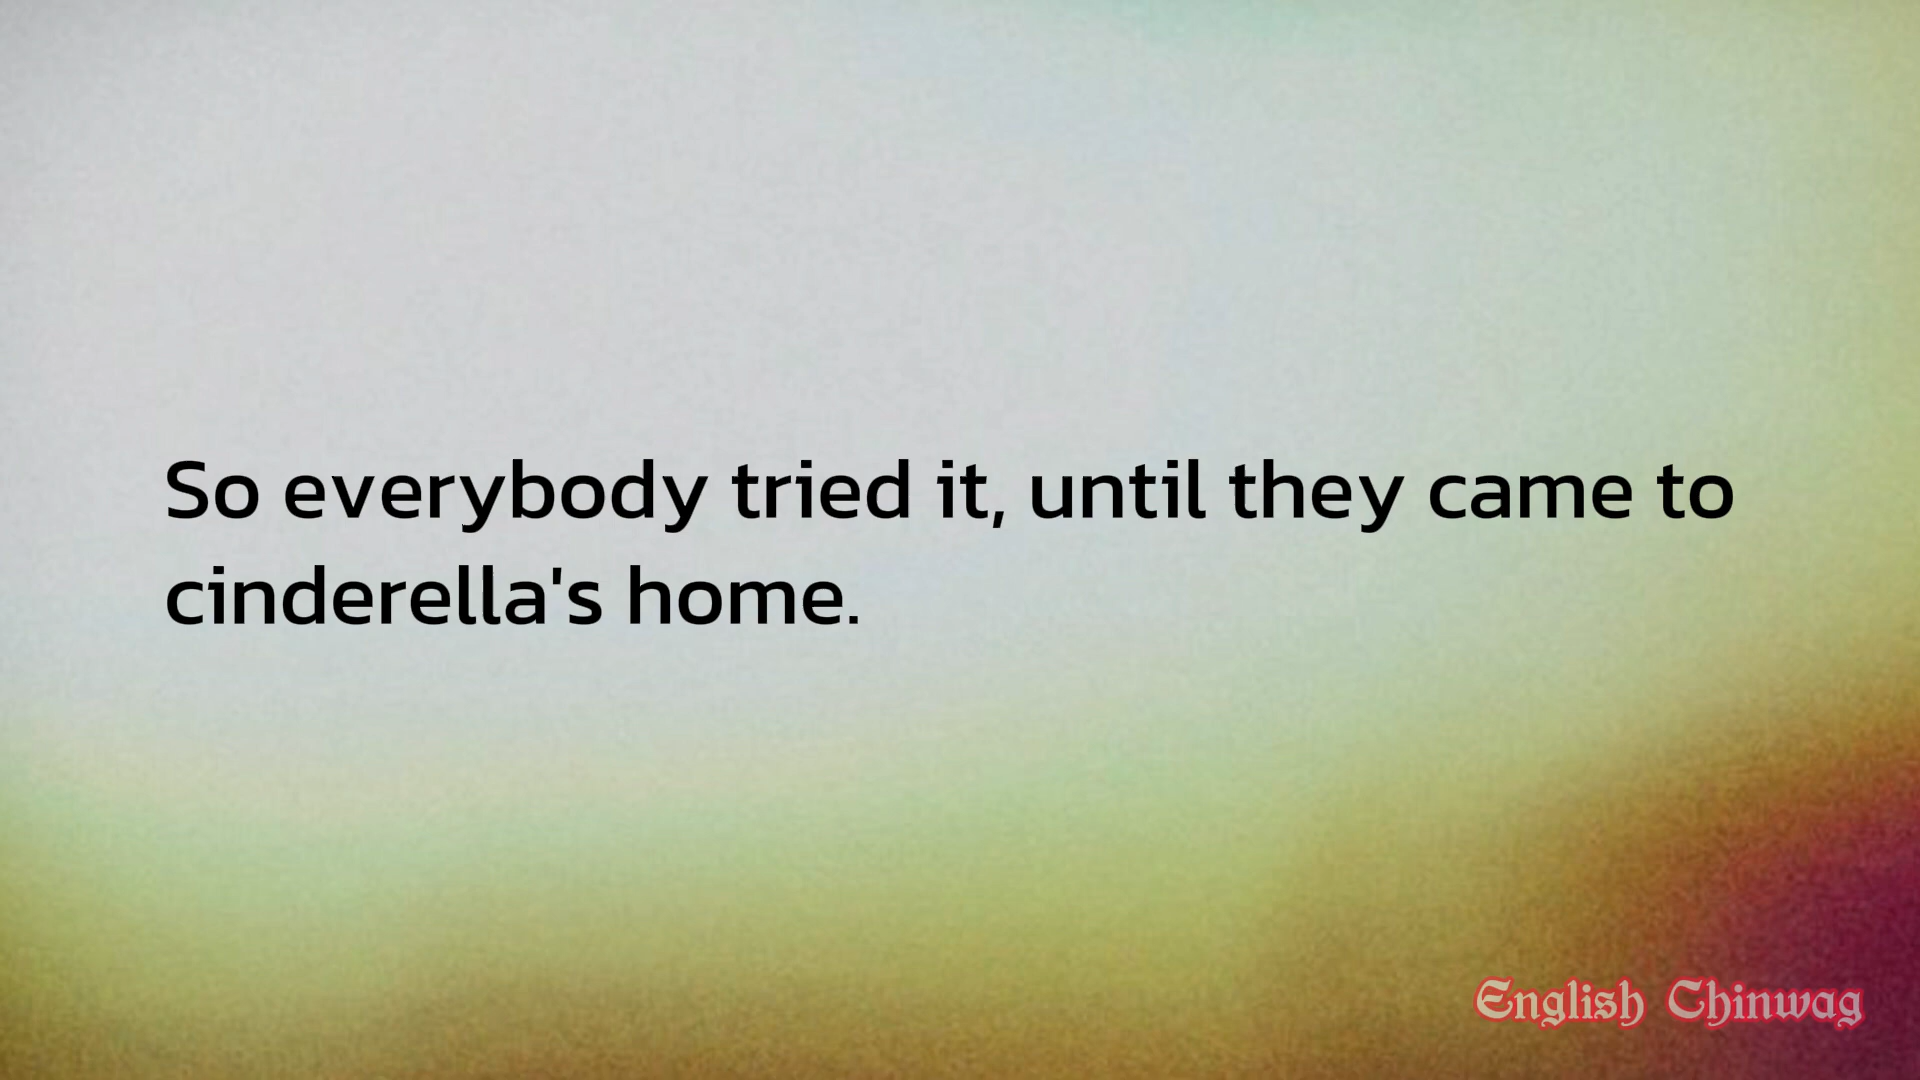 So everybody tried it, until they came to
cinderella's home.
English Chinwag